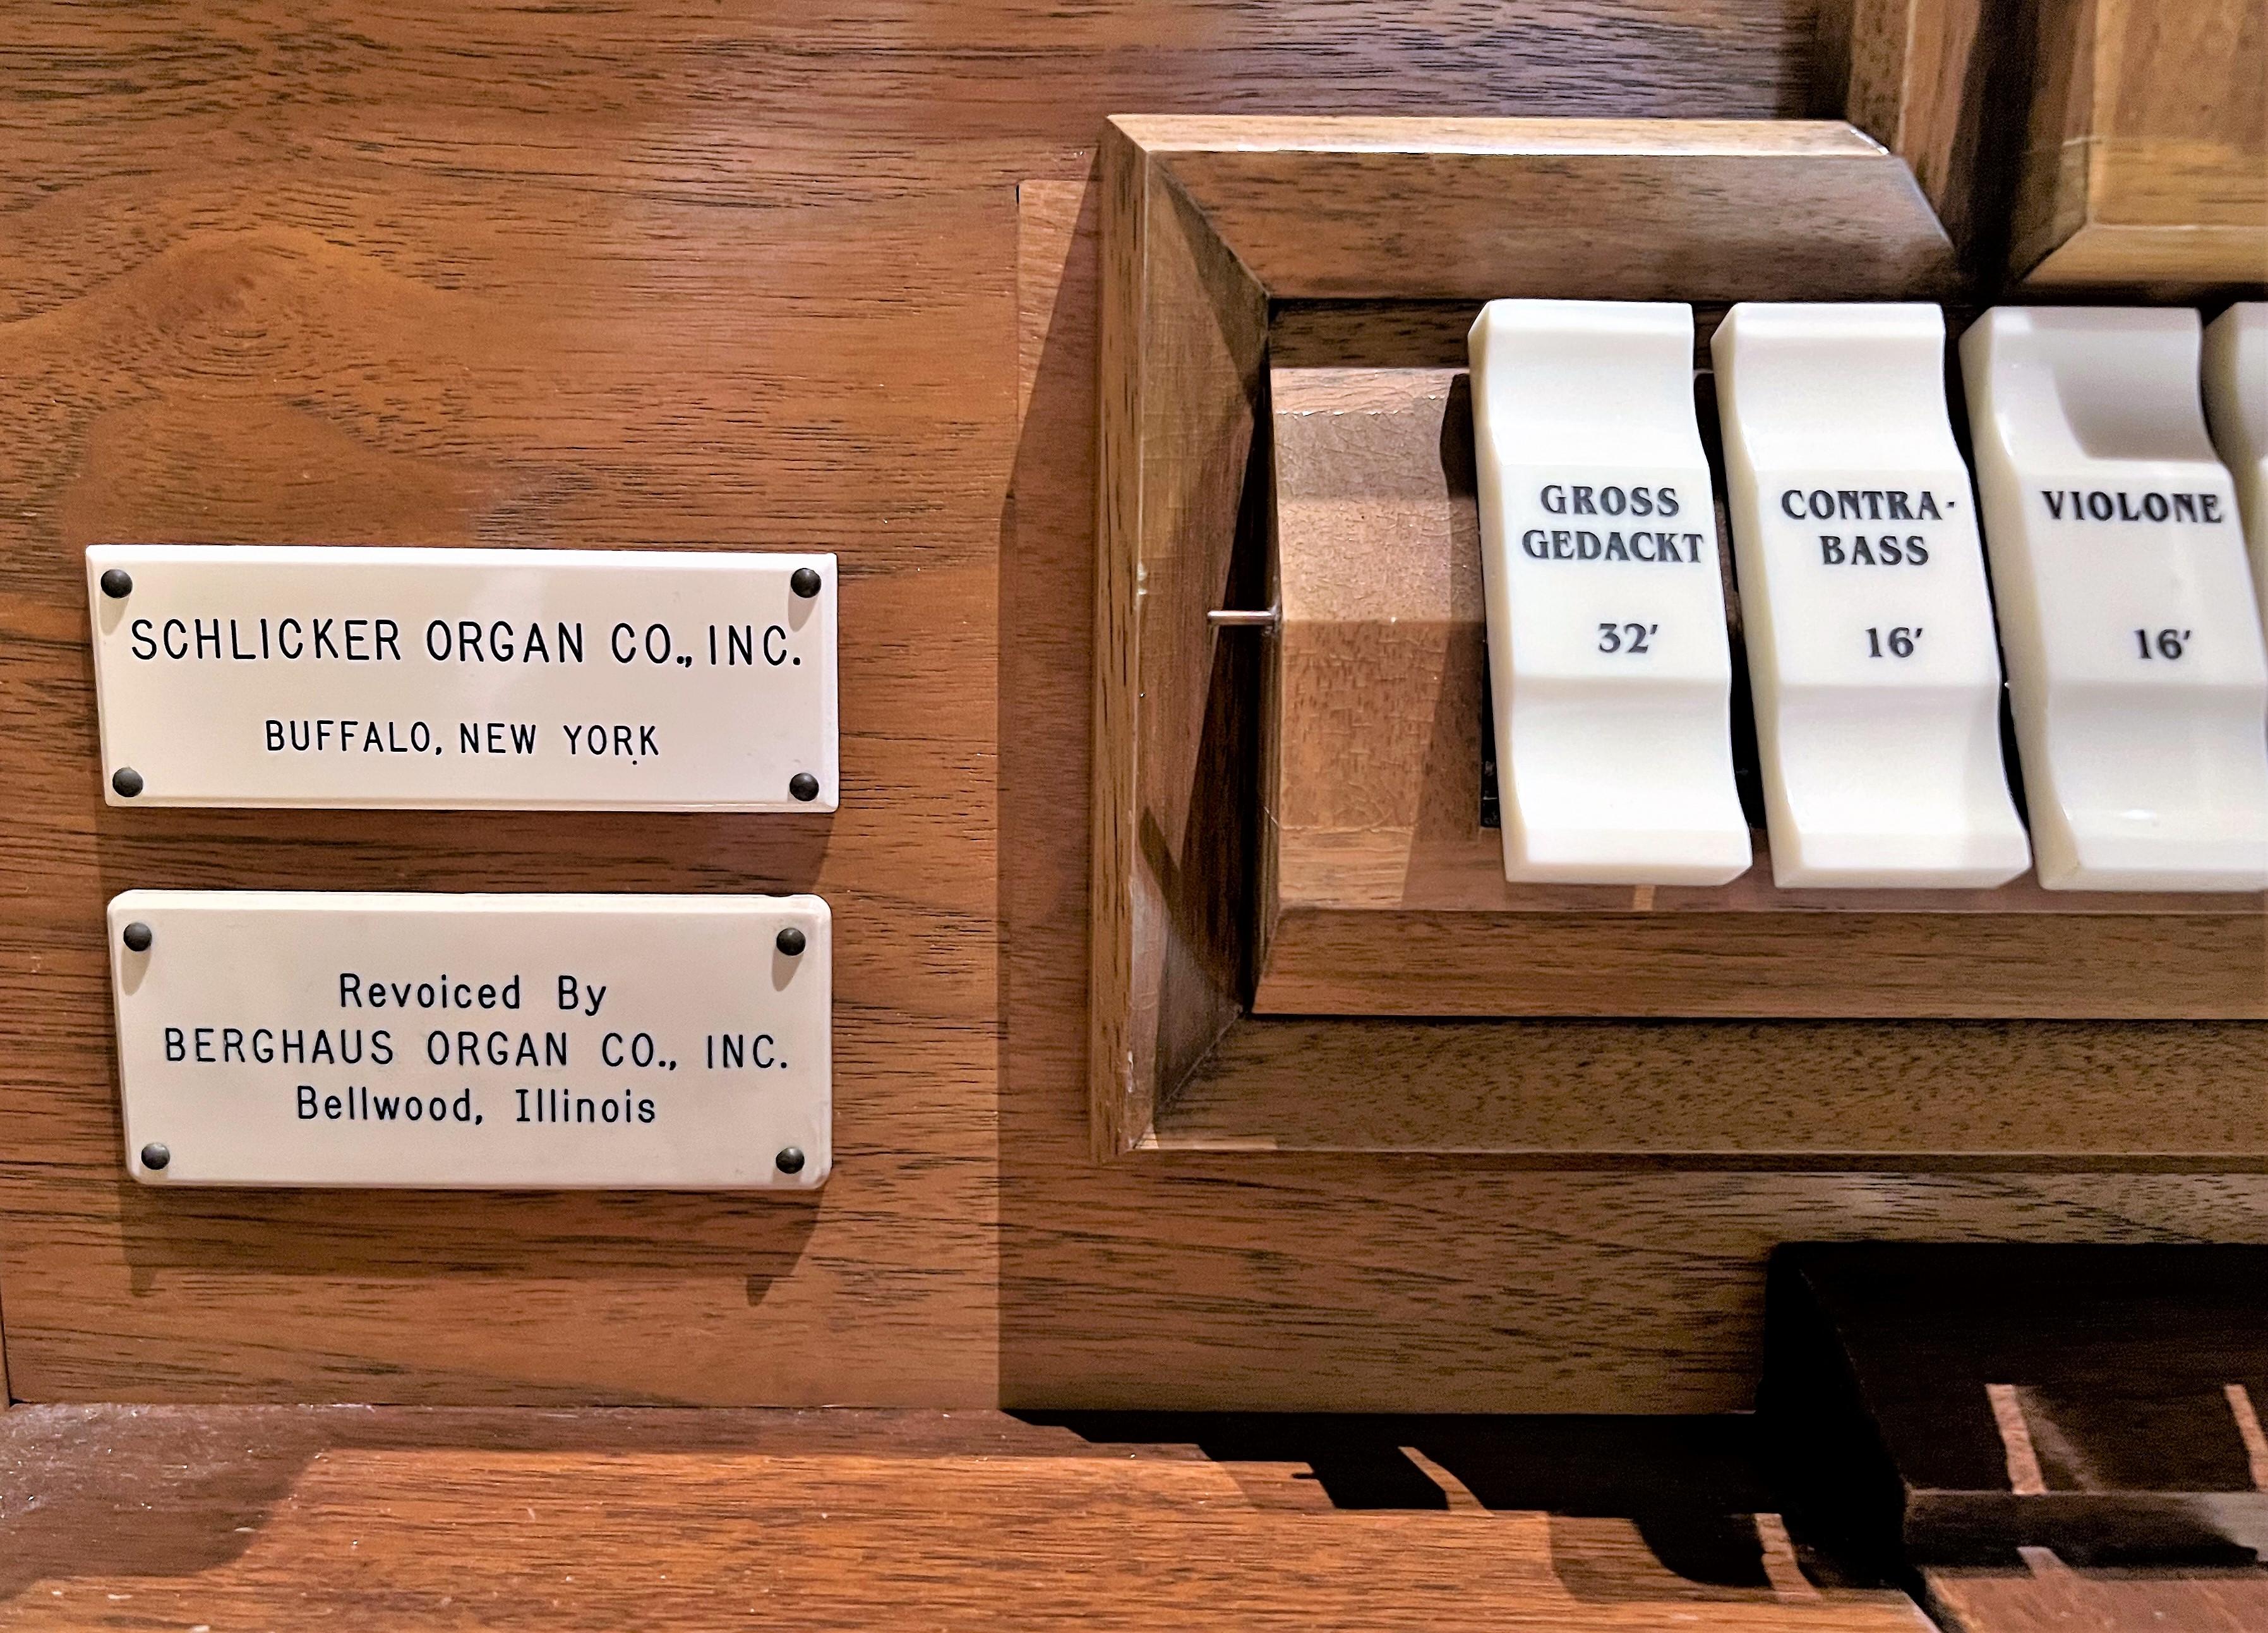 SCHLICKER ORGAN CO., INC.
BUFFALO, NEW YORK
Revoiced By
BERGHAUS ORGAN CO., INC.
Bellwood, Illinois
GROSS
GEDACKT
32'
CONTRA-
BASS
16'
VIOLONE
16'